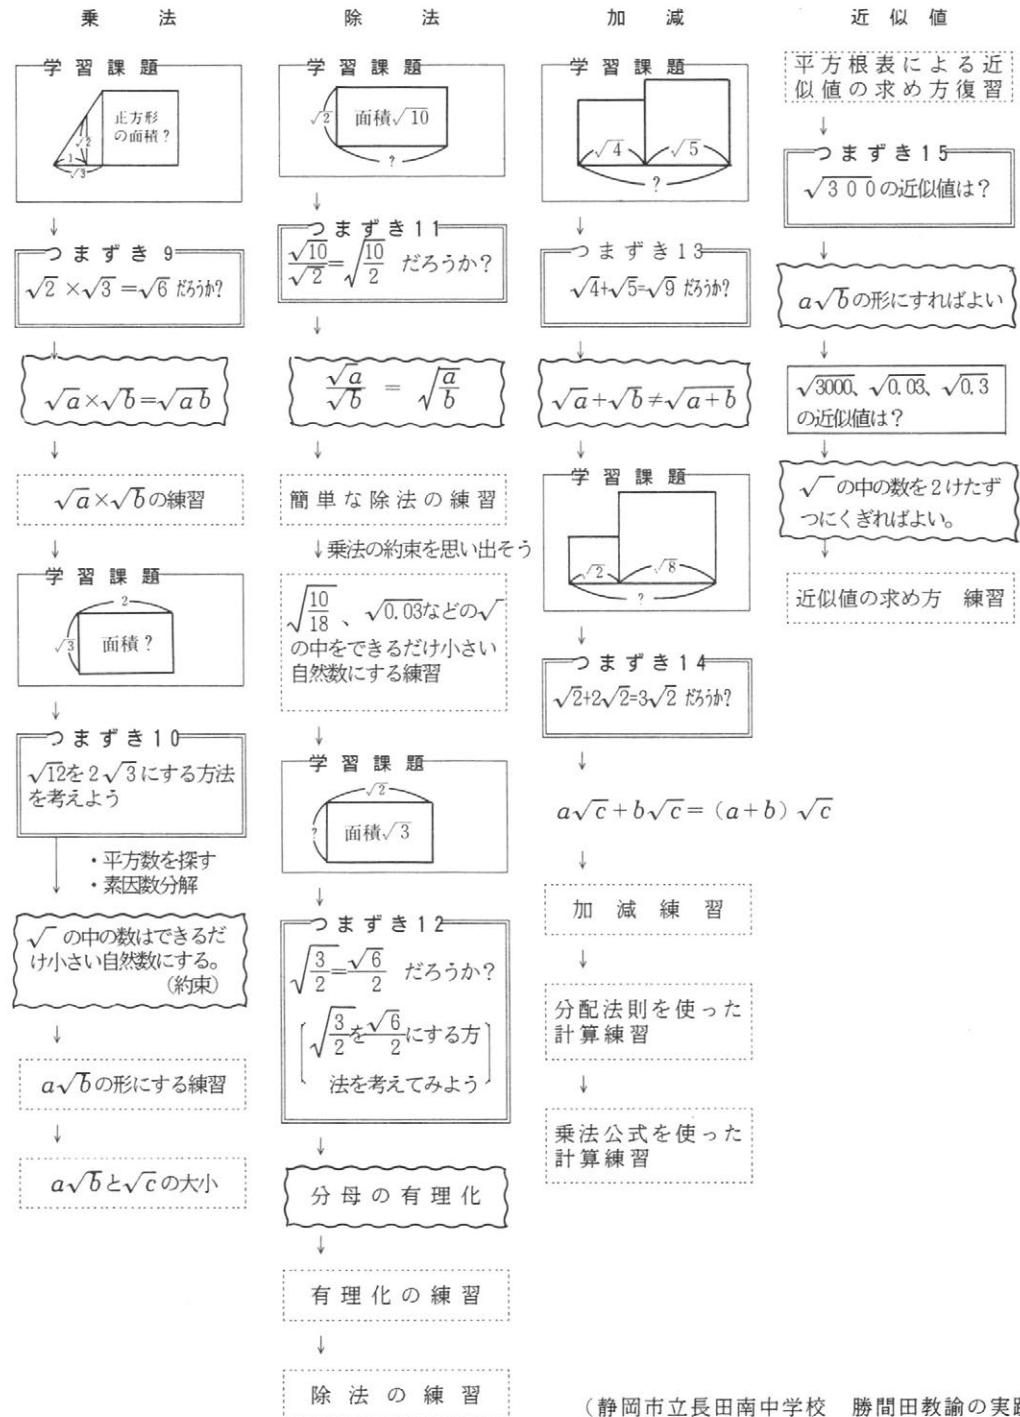 乗法
学習課題
正方形
の面積?
√2
1
√3
つまずき9
√2×√3=√6だろうか?
√a×√b=√ab
√a×√bの練習
学習課題
2
√3
面積?
つまずき10
√12を2√3にする方法
を考えよう
・平方数を探す
・素因数分解
√ の中の数はできるだ
け小さい自然数にする。
(約束)
a√bの形にする練習
a√bと√cの大小
除法
学習課題
√2
面積√10
?
つまずき11
√10/√2=√(10/2) だろうか?
√a/√b = √(a/b)
簡単な除法の練習
乗法の約束を思い出そう
√(10/18)、√0.03などの√
の中をできるだけ小さい
自然数にする練習
学習課題
√2
?
面積√3
つまずき12
√(3/2)=√6/2 だろうか?
[√(3/2)を√6/2にする方
法を考えてみよう]
分母の有理化
有理化の練習
除法の練習
加減
学習課題
√4 √5
?
つまずき13
√4+√5=√9だろうか?
√a+√b≠√a+b
学習課題
√2 √8
?
つまずき14
√2+2√2=3√2だろうか?
a√c+b√c=(a+b)√c
加減練習
分配法則を使った
計算練習
乗法公式を使った
計算練習
近似値
平方根表による近
似値の求め方復習
つまずき15
√300の近似値は?
a√bの形にすればよい
√3000、√0.03、√0.3
の近似値は?
√ の中の数を2けたず
つにくぎればよい。
近似値の求め方 練習
(静岡市立長田南中学校 勝間田教諭の実践